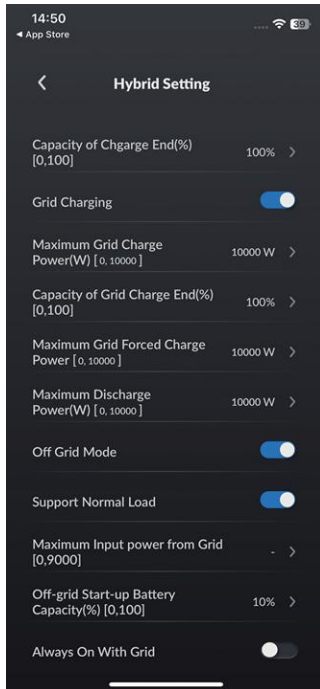 14:50
.... 39
◀ App Store
Hybrid Setting
Capacity of Chgarge End(%)
[0,100]
100%
Grid Charging
Maximum Grid Charge
Power(W) [ 0, 10000 ]
10000 W
Capacity of Grid Charge End(%)
[0,100]
100%
Maximum Grid Forced Charge
Power [ 0, 10000 ]
10000 W
Maximum Discharge
Power(W) [ 0, 10000 ]
10000 W
Off Grid Mode
Support Normal Load
Maximum Input power from Grid
[0,9000]
-
Off-grid Start-up Battery
Capacity(%) [0,100]
10%
Always On With Grid